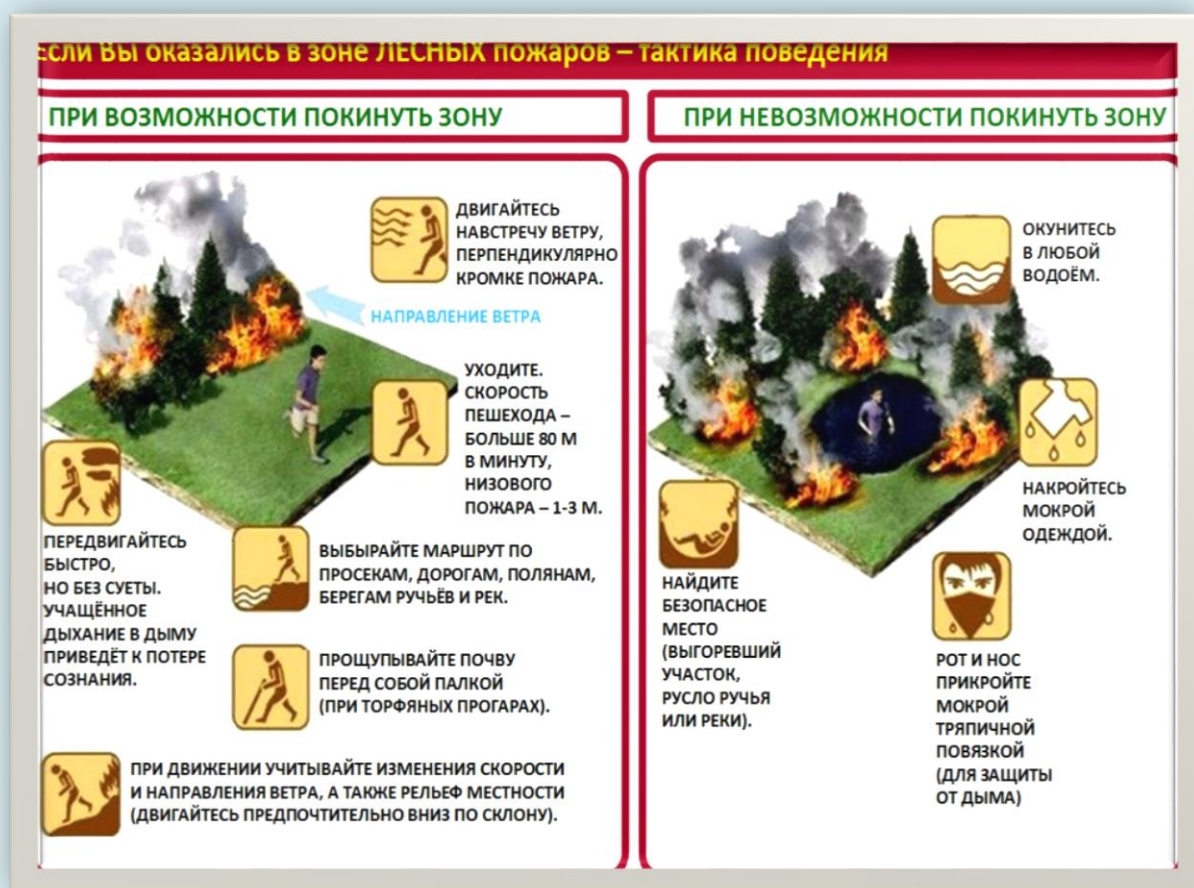 если Вы оказались в зоне ЛЕСНЫХ пожаров – тактика поведения
ПРИ ВОЗМОЖНОСТИ ПОКИНУТЬ ЗОНУ
ДВИГАЙТЕСЬ
НАВСТРЕЧУ ВЕТРУ,
ПЕРПЕНДИКУЛЯРНО
КРОМКЕ ПОЖАРА.
НАПРАВЛЕНИЕ ВЕТРА
УХОДИТЕ.
СКОРОСТЬ
ПЕШЕХОДА –
БОЛЬШЕ 80 М
В МИНУТУ,
НИЗОВОГО
ПОЖАРА – 1-3 М.
ПЕРЕДВИГАЙТЕСЬ
БЫСТРО,
НО БЕЗ СУЕТЫ.
УЧАЩЁННОЕ
ДЫХАНИЕ В ДЫМУ
ПРИВЕДЁТ К ПОТЕРЕ
СОЗНАНИЯ.
ВЫБЫРАЙТЕ МАРШРУТ ПО
ПРОСЕКАМ, ДОРОГАМ, ПОЛЯНАМ,
БЕРЕГАМ РУЧЬЁВ И РЕК.
ПРОЩУПЫВАЙТЕ ПОЧВУ
ПЕРЕД СОБОЙ ПАЛКОЙ
(ПРИ ТОРФЯНЫХ ПРОГАРАХ).
ПРИ ДВИЖЕНИИ УЧИТЫВАЙТЕ ИЗМЕНЕНИЯ СКОРОСТИ
И НАПРАВЛЕНИЯ ВЕТРА, А ТАКЖЕ РЕЛЬЕФ МЕСТНОСТИ
(ДВИГАЙТЕСЬ ПРЕДПОЧТИТЕЛЬНО ВНИЗ ПО СКЛОНУ).
ПРИ НЕВОЗМОЖНОСТИ ПОКИНУТЬ ЗОНУ
ОКУНИТЕСЬ
В ЛЮБОЙ
ВОДОЁМ.
НАКРОЙТЕСЬ
МОКРОЙ
ОДЕЖДОЙ.
НАЙДИТЕ
БЕЗОПАСНОЕ
МЕСТО
(ВЫГОРЕВШИЙ
УЧАСТОК,
РУСЛО РУЧЬЯ
ИЛИ РЕКИ).
РОТ И НОС
ПРИКРОЙТЕ
МОКРОЙ
ТРЯПИЧНОЙ
ПОВЯЗКОЙ
(ДЛЯ ЗАЩИТЫ
ОТ ДЫМА)